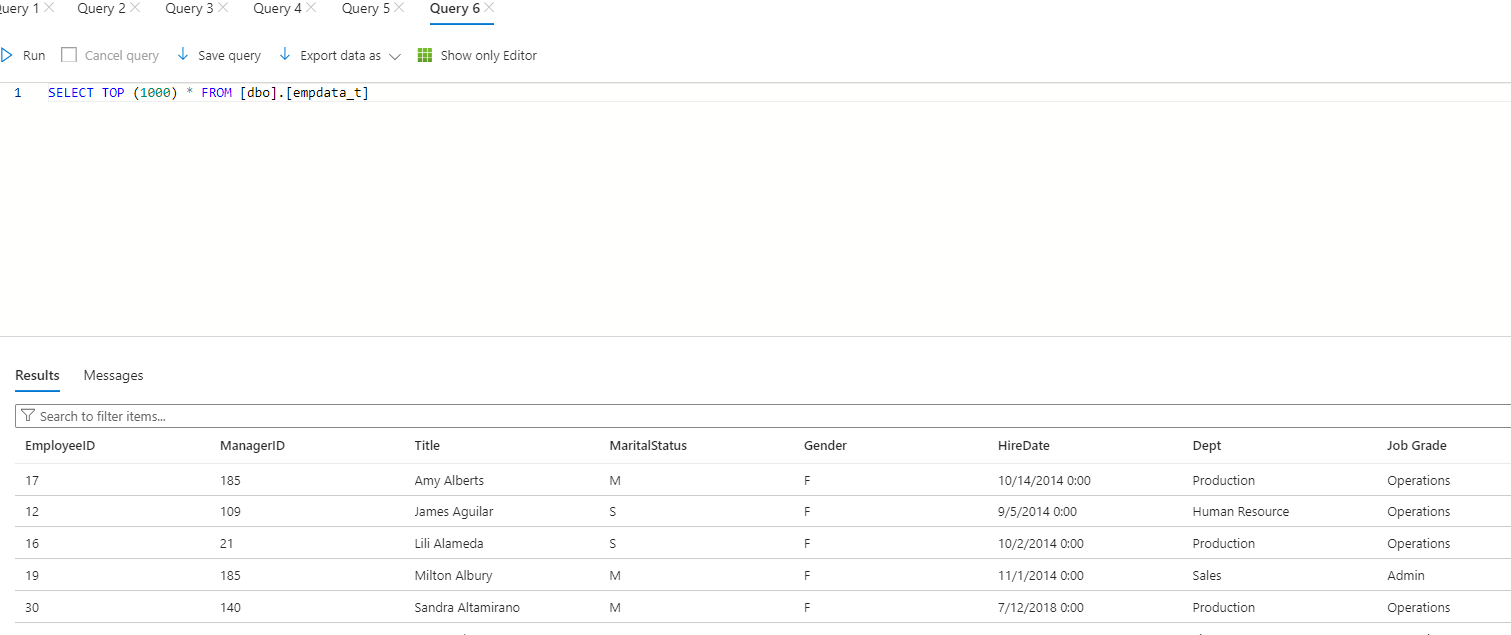 uery 1 Query 2 Query 3 Query 4 Query 5 Query 6
Run Cancel query Save query Export data as Show only Editor
1 SELECT TOP (1000) * FROM [dbo].[empdata_t]
Results Messages
Search to filter items...
EmployeeID ManagerID Title MaritalStatus Gender HireDate Dept Job Grade
17 185 Amy Alberts M F 10/14/2014 0:00 Production Operations
12 109 James Aguilar S F 9/5/2014 0:00 Human Resource Operations
16 21 Lili Alameda S F 10/2/2014 0:00 Production Operations
19 185 Milton Albury M F 11/1/2014 0:00 Sales Admin
30 140 Sandra Altamirano M F 7/12/2018 0:00 Production Operations